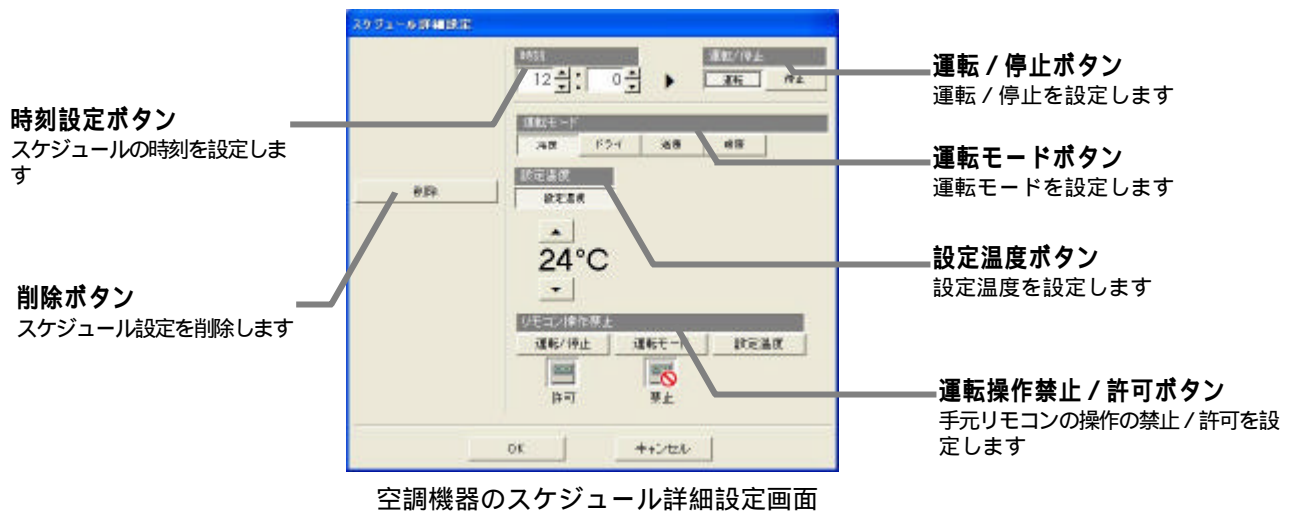 スケジュール詳細設定
時刻
運転/停止
12 : 0
運転
停止
運転/停止ボタン
運転/停止を設定します
時刻設定ボタン
スケジュールの時刻を設定しま
す
運転モード
ドライ
運転モードボタン
運転モードを設定します
設定温度
設定温度
削除
24°C
設定温度ボタン
設定温度を設定します
削除ボタン
スケジュール設定を削除します
リモコン操作禁止
運転/停止
運転モード
設定温度
許可
禁止
運転操作禁止/許可ボタン
手元リモコンの操作の禁止/許可を設
定します
OK
キャンセル
空調機器のスケジュール詳細設定画面